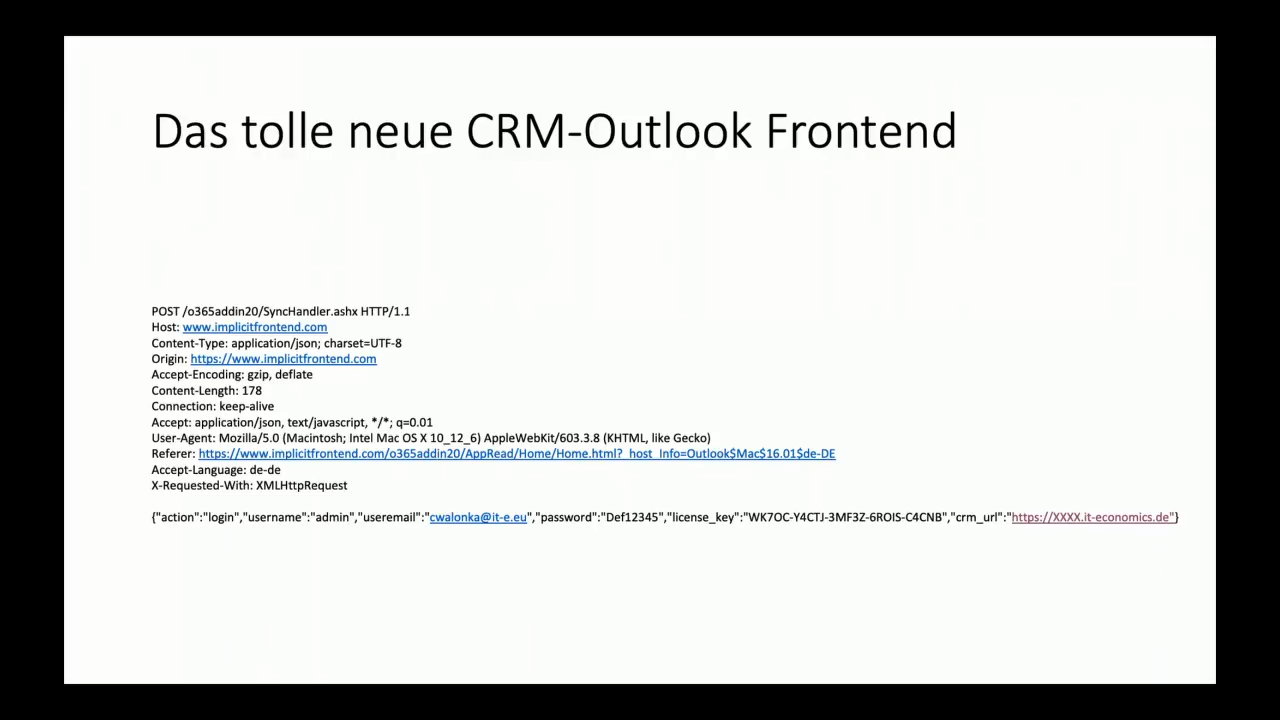 Das tolle neue CRM-Outlook Frontend
POST /o365addin20/SyncHandler.ashx HTTP/1.1
Host: www.implicitfrontend.com
Content-Type: application/json; charset=UTF-8
Origin: https://www.implicitfrontend.com
Accept-Encoding: gzip, deflate
Content-Length: 178
Connection: keep-alive
Accept: application/json, text/javascript, */*; q=0.01
User-Agent: Mozilla/5.0 (Macintosh; Intel Mac OS X 10_12_6) AppleWebKit/603.3.8 (KHTML, like Gecko)
Referer: https://www.implicitfrontend.com/o365addin20/AppRead/Home/Home.html?_host_Info=Outlook$Mac$16.01$de-DE
Accept-Language: de-de
X-Requested-With: XMLHttpRequest
{"action":"login","username":"admin","useremail":"cwalonka@it-e.eu","password":"Def12345","license_key":"WK7OC-Y4CTJ-3MF3Z-6ROIS-C4CNB","crm_url":"https://XXXX.it-economics.de"}